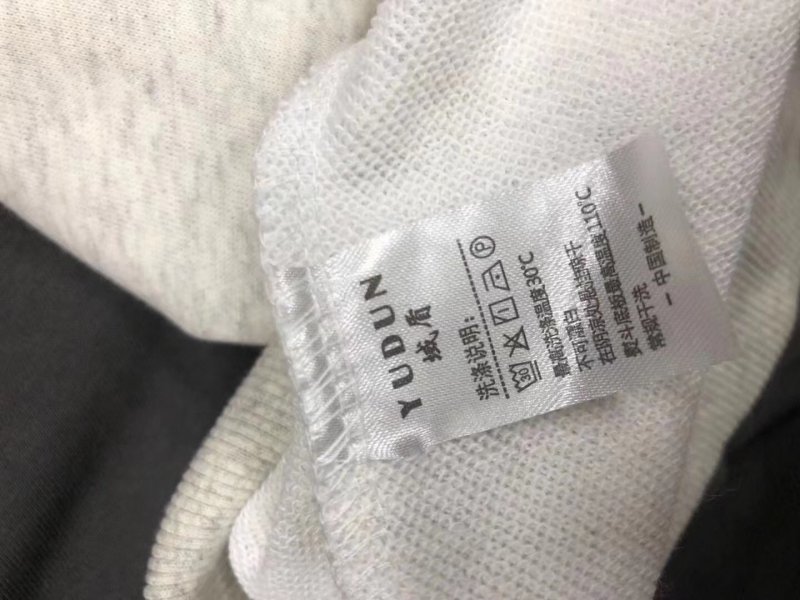 YUDUN
域盾
洗涤说明:
30 P
最高洗涤温度30℃
不可漂白
在阴凉处悬挂晾干
熨斗底板最高温度110℃
常规干洗
- 中国制造 -